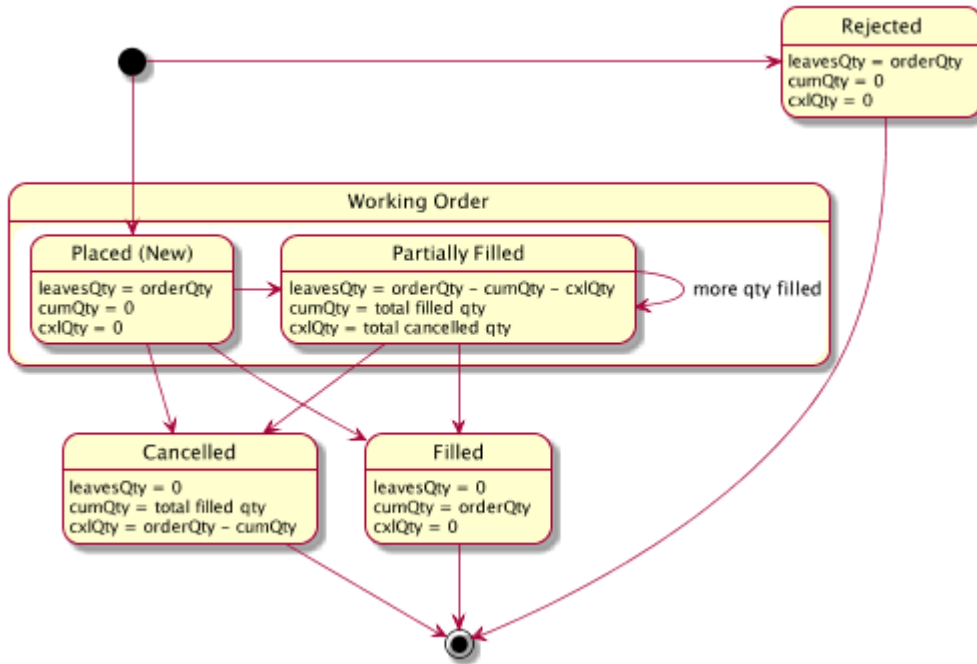 Rejected
leavesQty = orderQty
cumQty = 0
cxlQty = 0
Working Order
Placed (New)
leavesQty = orderQty
cumQty = 0
cxlQty = 0
Partially Filled
leavesQty = orderQty - cumQty - cxlQty
cumQty = total filled qty
cxlQty = total cancelled qty
more qty filled
Cancelled
leavesQty = 0
cumQty = total filled qty
cxlQty = orderQty - cumQty
Filled
leavesQty = 0
cumQty = orderQty
cxlQty = 0